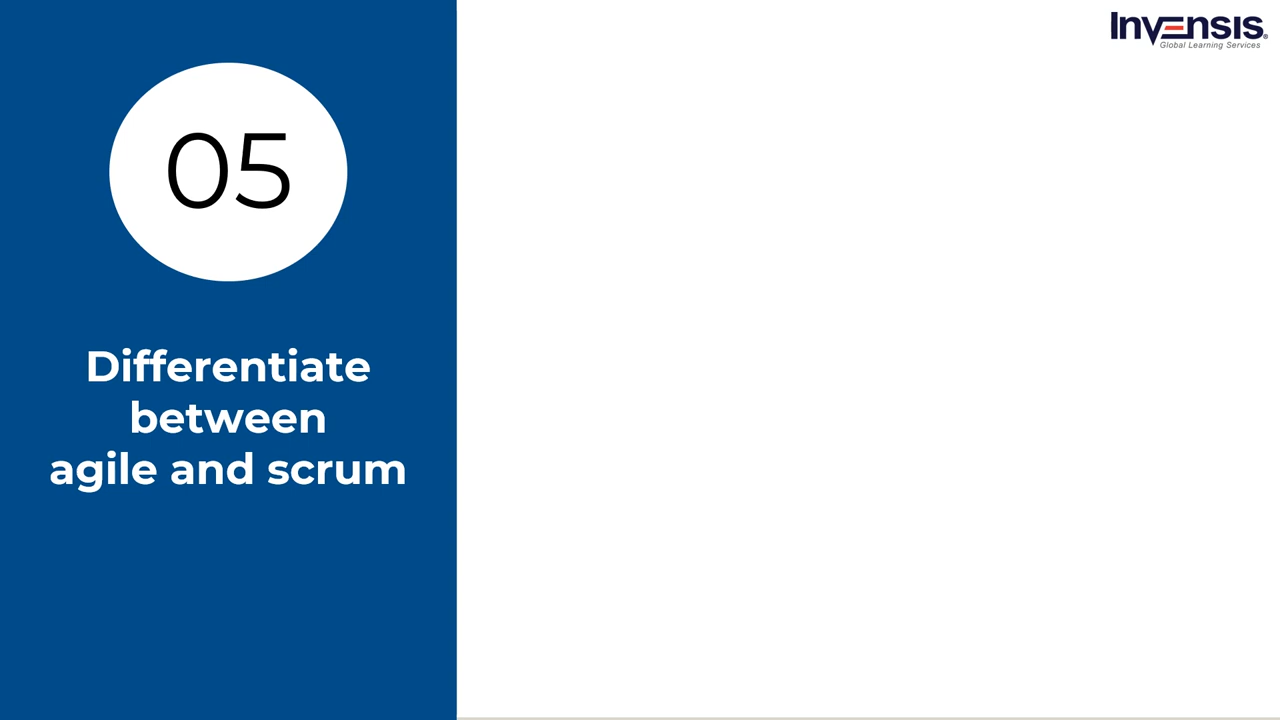 Invensis®
Global Learning Services
05
Differentiate
between
agile and scrum